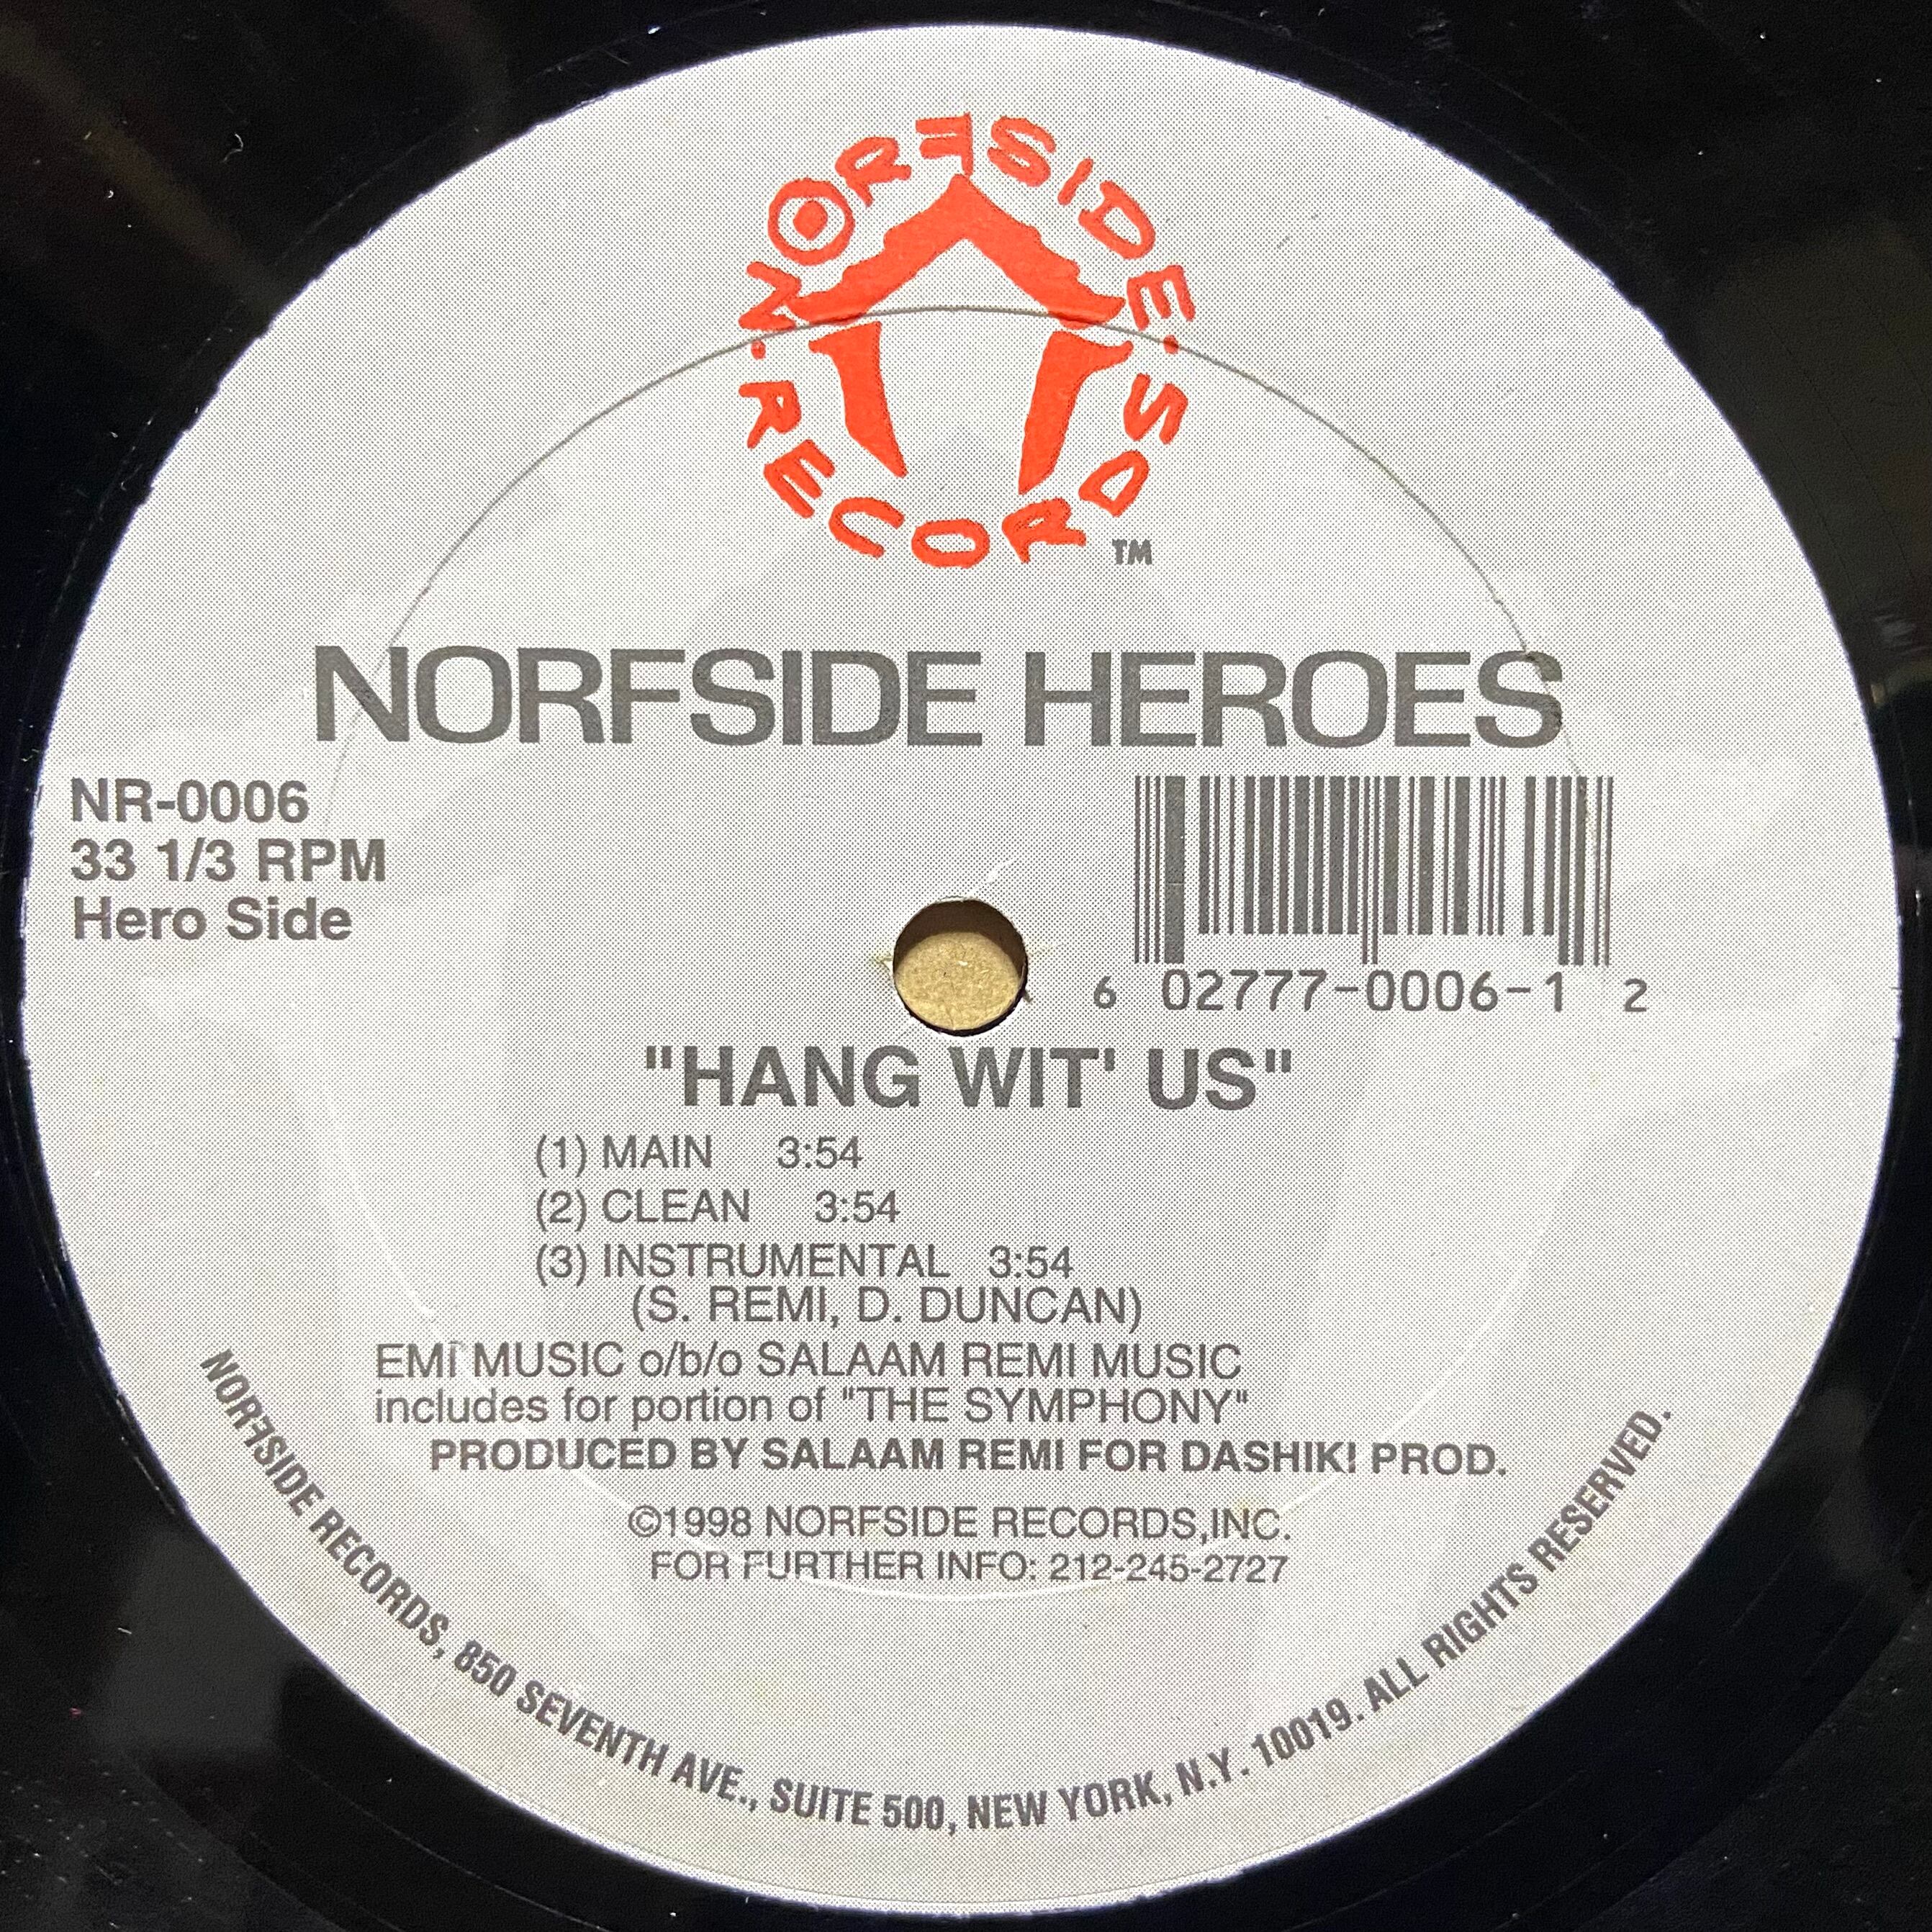 NORFSIDE·RECORDS·
TM
NORFSIDE HEROES
NR-0006
33 1/3 RPM
Hero Side
6 02777-0006-1 2
"HANG WIT' US"
(1) MAIN 3:54
(2) CLEAN 3:54
(3) INSTRUMENTAL 3:54
(S. REMI, D. DUNCAN)
EMI MUSIC o/b/o SALAAM REMI MUSIC
includes for portion of "THE SYMPHONY"
PRODUCED BY SALAAM REMI FOR DASHIK! PROD.
©1998 NORFSIDE RECORDS,INC.
FOR FURTHER INFO: 212-245-2727
NORFSIDE RECORDS, 850 SEVENTH AVE., SUITE 500, NEW YORK, N.Y. 10019. ALL RIGHTS RESERVED.